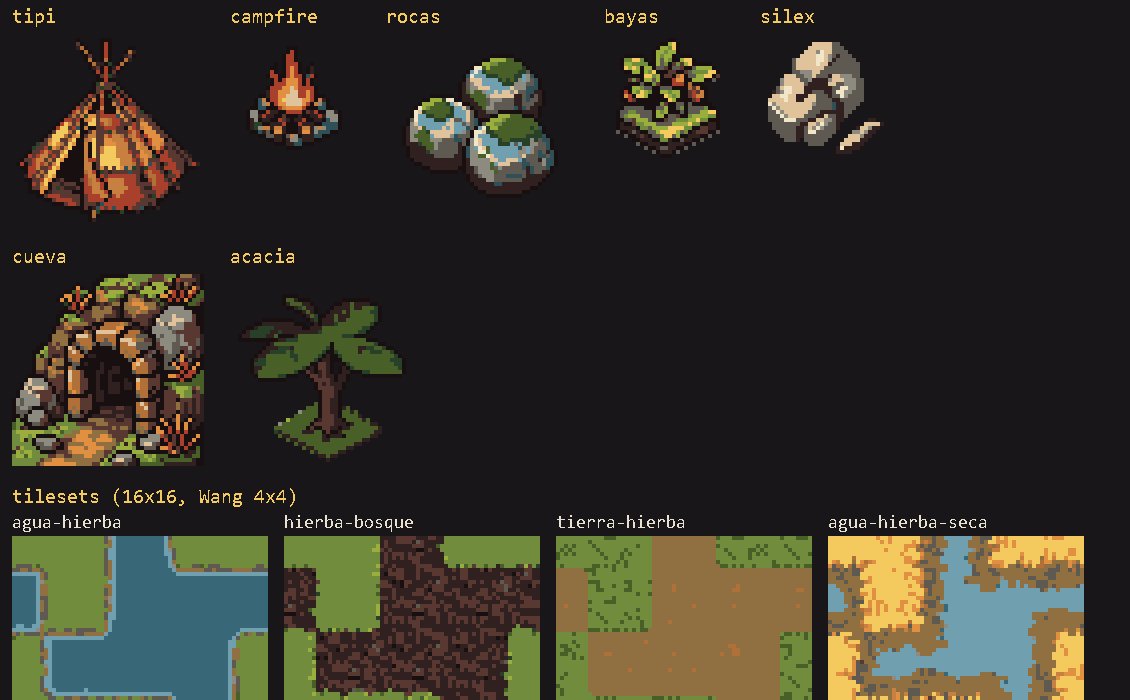 tipi campfire rocas bayas silex
cueva acacia
tilesets (16x16, Wang 4x4)
agua-hierba hierba-bosque tierra-hierba agua-hierba-seca